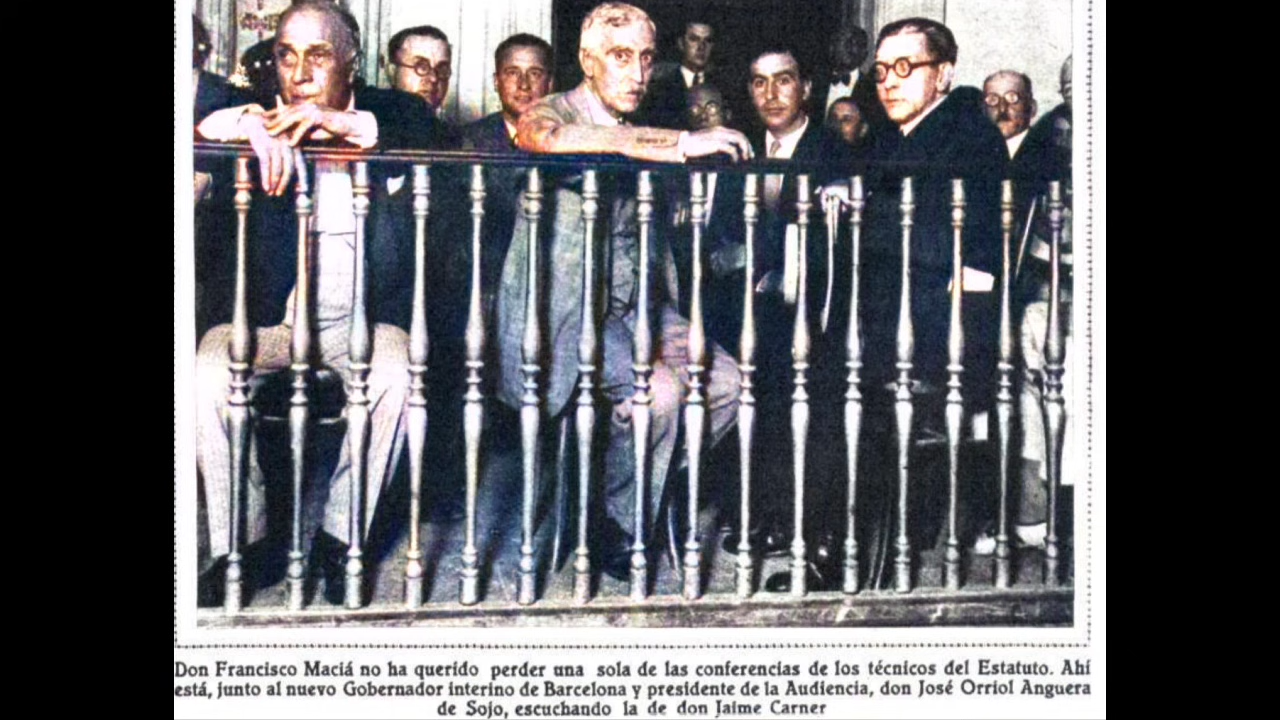 Don Francisco Maciá no ha querido perder una sola de las conferencias de los técnicos del Estatuto. Ahí
está, junto al nuevo Gobernador interino de Barcelona y presidente de la Audiencia, don José Orriol Anguera
de Sojo, escuchando la de don Jaime Carner